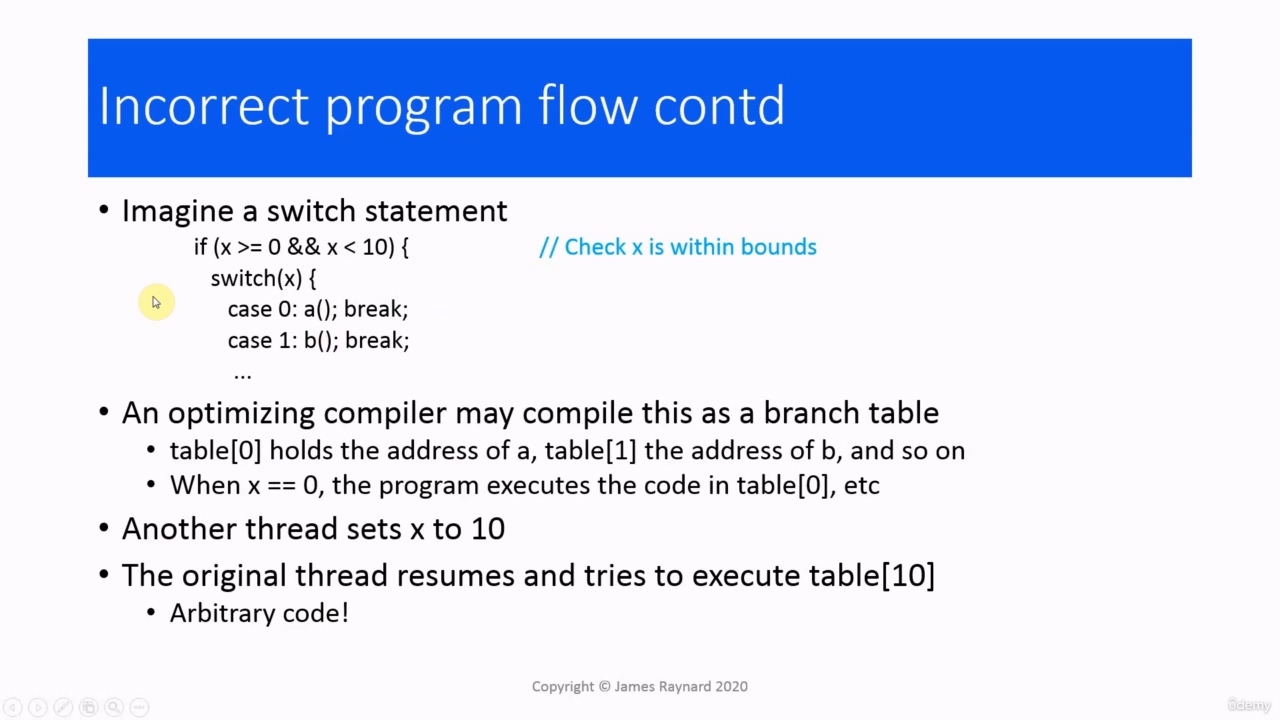 Incorrect program flow contd
• Imagine a switch statement
if (x >= 0 && x < 10) { // Check x is within bounds
switch(x) {
case 0: a(); break;
case 1: b(); break;
...
• An optimizing compiler may compile this as a branch table
• table[0] holds the address of a, table[1] the address of b, and so on
• When x == 0, the program executes the code in table[0], etc
• Another thread sets x to 10
• The original thread resumes and tries to execute table[10]
• Arbitrary code!
Copyright © James Raynard 2020
ûdemy